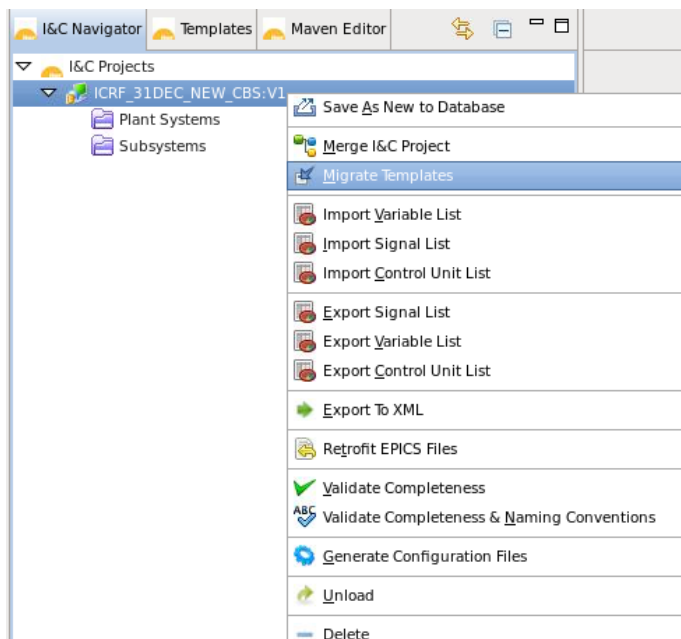 I&C Navigator Templates Maven Editor
I&C Projects
ICRF_31DEC_NEW_CBS:V1
Plant Systems
Subsystems
Save As New to Database
Merge I&C Project
Migrate Templates
Import Variable List
Import Signal List
Import Control Unit List
Export Signal List
Export Variable List
Export Control Unit List
Export To XML
Retrofit EPICS Files
Validate Completeness
ABC Validate Completeness & Naming Conventions
Generate Configuration Files
Unload
Delete